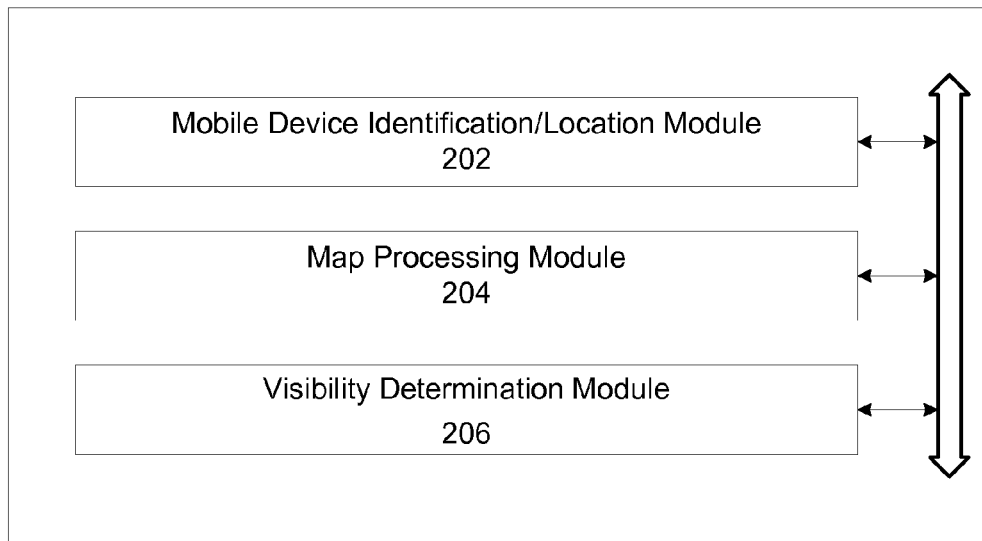 Mobile Device Identification/Location Module
202
Map Processing Module
204
Visibility Determination Module
206